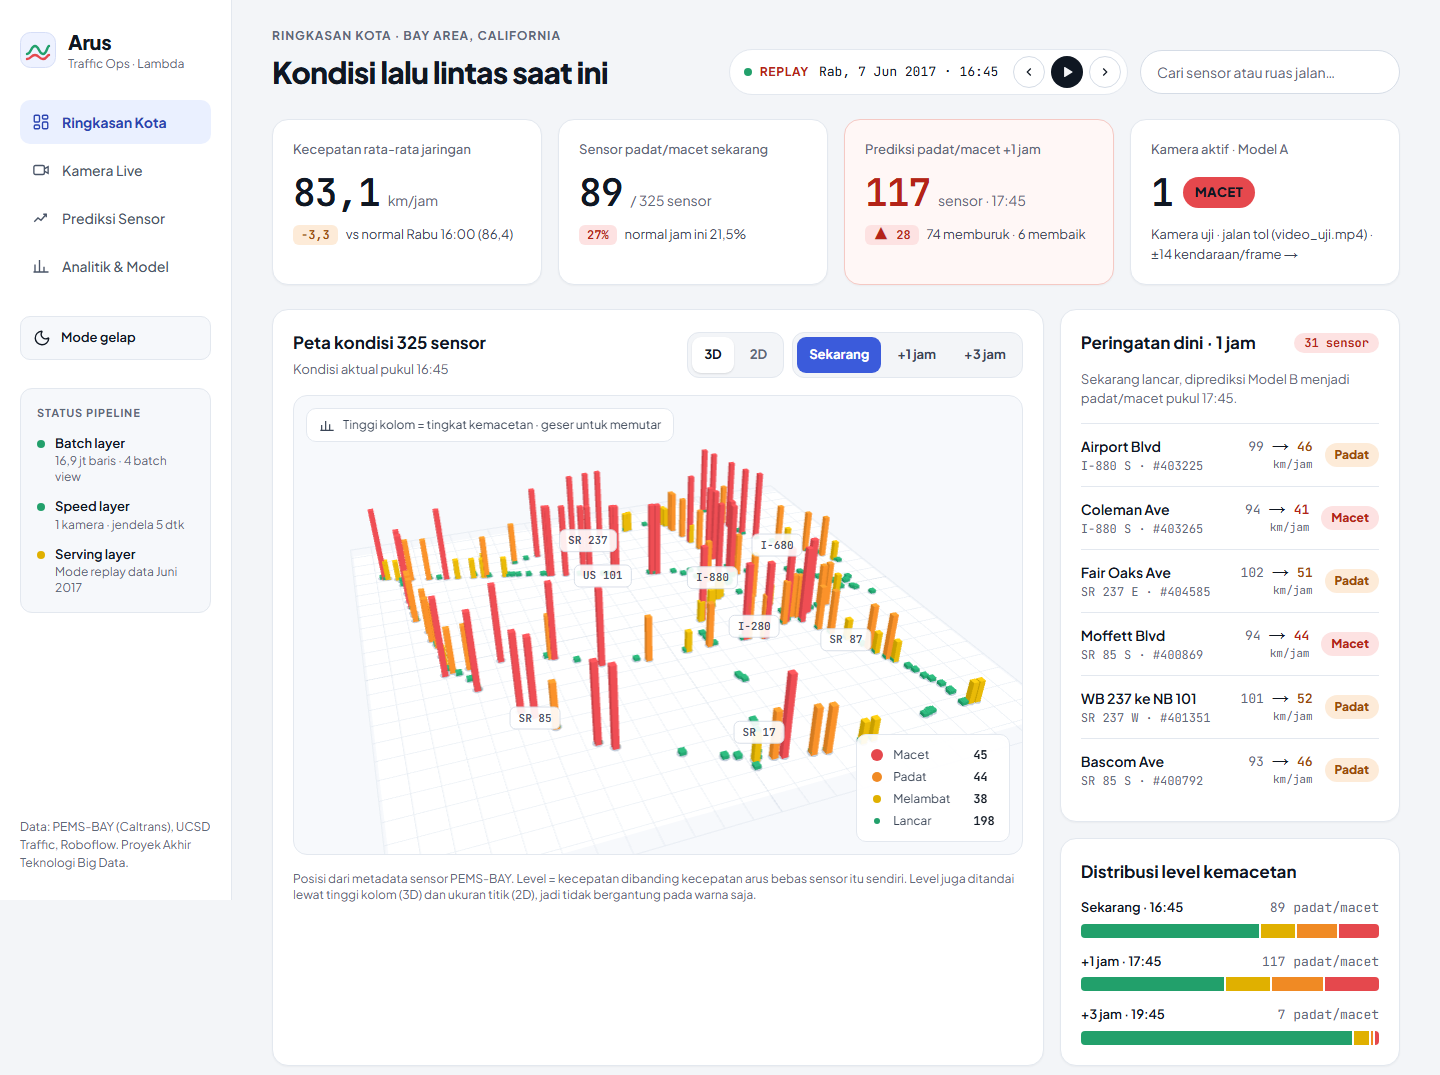 Arus
Traffic Ops · Lambda
Ringkasan Kota
Kamera Live
Prediksi Sensor
Analitik & Model
Mode gelap
STATUS PIPELINE
Batch layer
16,9 jt baris · 4 batch
view
Speed layer
1 kamera · jendela 5 dtk
Serving layer
Mode replay data Juni
2017
Data: PEMS-BAY (Caltrans), UCSD
Traffic, Roboflow. Proyek Akhir
Teknologi Big Data.
RINGKASAN KOTA · BAY AREA, CALIFORNIA
Kondisi lalu lintas saat ini
REPLAY Rab, 7 Jun 2017 · 16:45
Cari sensor atau ruas jalan...
Kecepatan rata-rata jaringan
83,1 km/jam
-3,3 vs normal Rabu 16:00 (86,4)
Sensor padat/macet sekarang
89 / 325 sensor
27% normal jam ini 21,5%
Prediksi padat/macet +1 jam
117 sensor · 17:45
▲ 28 74 memburuk · 6 membaik
Kamera aktif · Model A
1 MACET
Kamera uji · jalan tol (video_uji.mp4) ·
±14 kendaraan/frame →
Peta kondisi 325 sensor
Kondisi aktual pukul 16:45
3D 2D Sekarang +1 jam +3 jam
Tinggi kolom = tingkat kemacetan · geser untuk memutar
SR 237
I-680
US 101
I-880
I-280
SR 87
SR 85
SR 17
Macet 45
Padat 44
Melambat 38
Lancar 198
Posisi dari metadata sensor PEMS-BAY. Level = kecepatan dibanding kecepatan arus bebas sensor itu sendiri. Level juga ditandai
lewat tinggi kolom (3D) dan ukuran titik (2D), jadi tidak bergantung pada warna saja.
Peringatan dini · 1 jam 31 sensor
Sekarang lancar, diprediksi Model B menjadi
padat/macet pukul 17:45.
Airport Blvd 99 → 46 Padat
I-880 S · #403225 km/jam
Coleman Ave 94 → 41 Macet
I-880 S · #403265 km/jam
Fair Oaks Ave 102 → 51 Padat
SR 237 E · #404585 km/jam
Moffett Blvd 94 → 44 Macet
SR 85 S · #400869 km/jam
WB 237 ke NB 101 101 → 52 Padat
SR 237 W · #401351 km/jam
Bascom Ave 93 → 46 Padat
SR 85 S · #400792 km/jam
Distribusi level kemacetan
Sekarang · 16:45 89 padat/macet
+1 jam · 17:45 117 padat/macet
+3 jam · 19:45 7 padat/macet